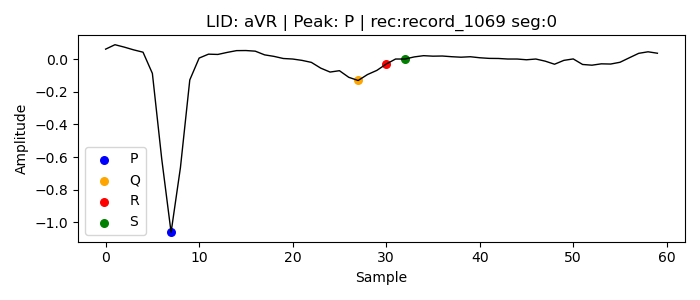 LID: aVR | Peak: P | rec:record_1069 seg:0
Amplitude
0.0
−0.2
−0.4
−0.6
−0.8
−1.0
P
Q
R
S
0
10
20
30
40
50
60
Sample